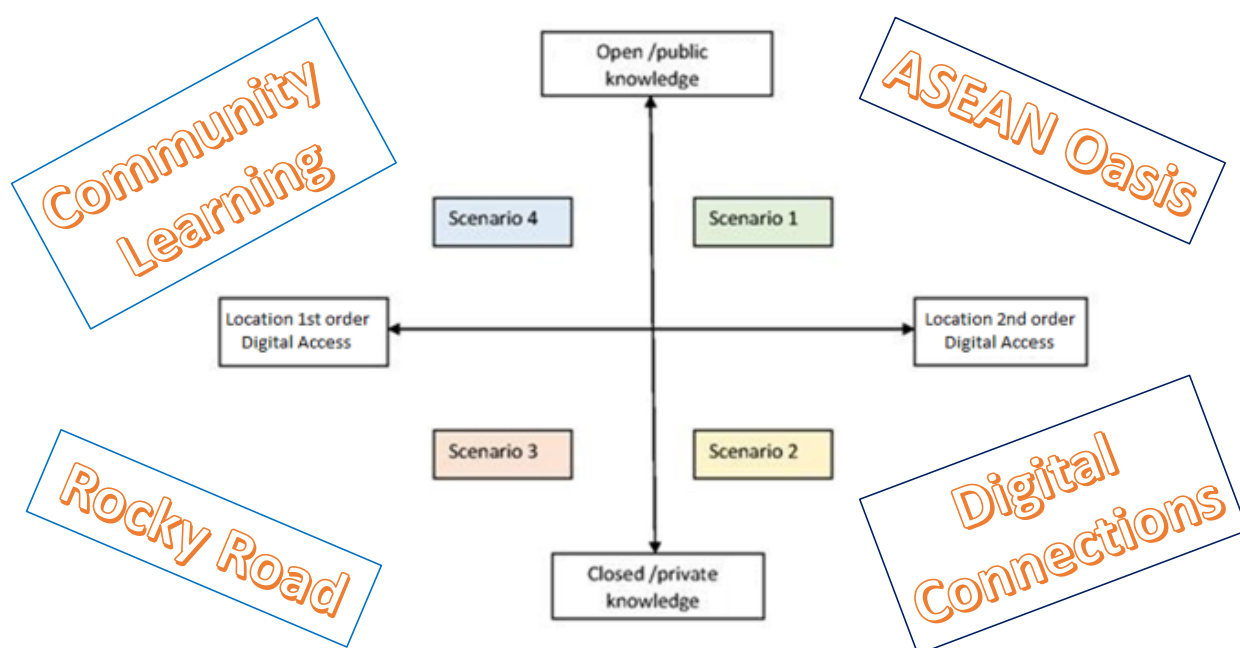 Open /public
knowledge
Community
Learning
ASEAN Oasis
Scenario 4
Scenario 1
Location 1st order
Digital Access
Location 2nd order
Digital Access
Scenario 3
Scenario 2
Rocky Road
Digital
Connections
Closed /private
knowledge